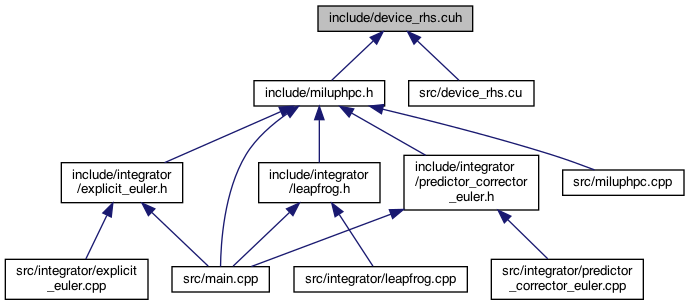 include/device_rhs.cuh
include/miluphpc.h
src/device_rhs.cu
include/integrator
/explicit_euler.h
include/integrator
/leapfrog.h
include/integrator
/predictor_corrector
_euler.h
src/miluphpc.cpp
src/integrator/explicit
_euler.cpp
src/main.cpp
src/integrator/leapfrog.cpp
src/integrator/predictor
_corrector_euler.cpp